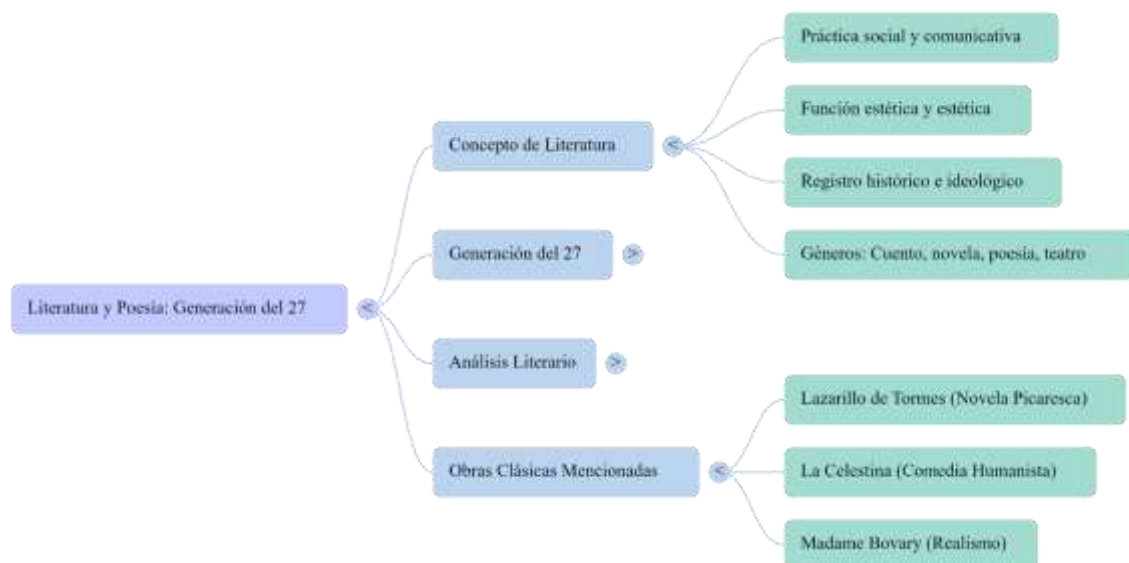 Literatura y Poesía: Generación del 27
<
Concepto de Literatura
<
Práctica social y comunicativa
Función estética y estética
Registro histórico e ideológico
Géneros: Cuento, novela, poesía, teatro
Generación del 27
>
Análisis Literario
>
Obras Clásicas Mencionadas
<
Lazarillo de Tormes (Novela Picaresca)
La Celestina (Comedia Humanista)
Madame Bovary (Realismo)